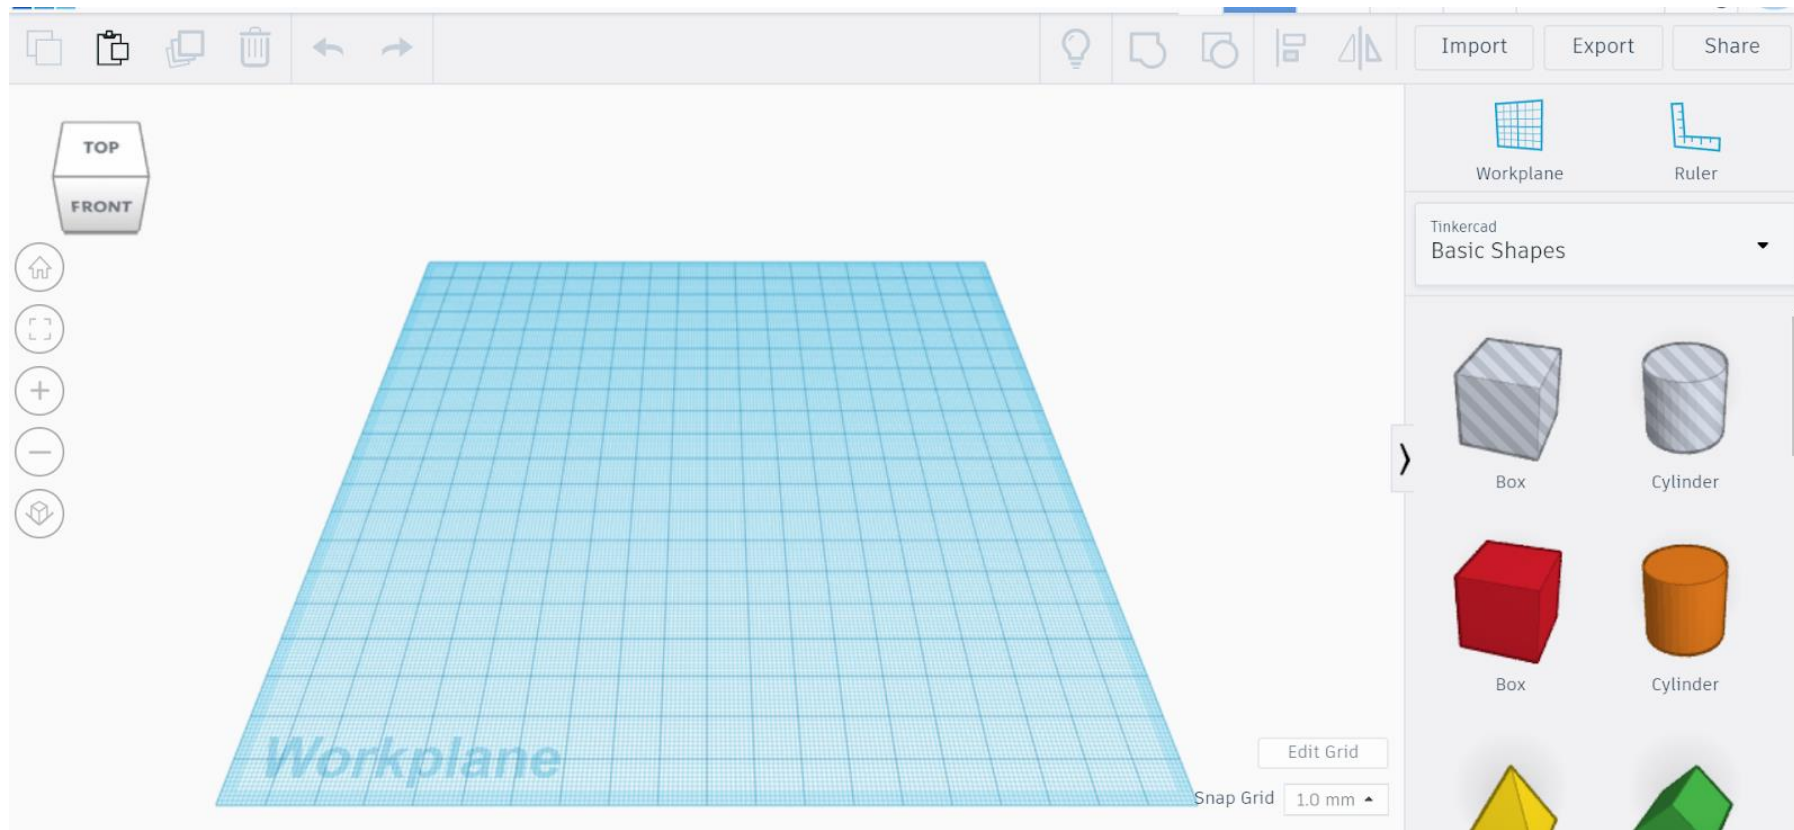 Import Export Share
TOP
FRONT
Workplane Ruler
Tinkercad
Basic Shapes
Box Cylinder
Box Cylinder
Workplane
Edit Grid
Snap Grid 1.0 mm